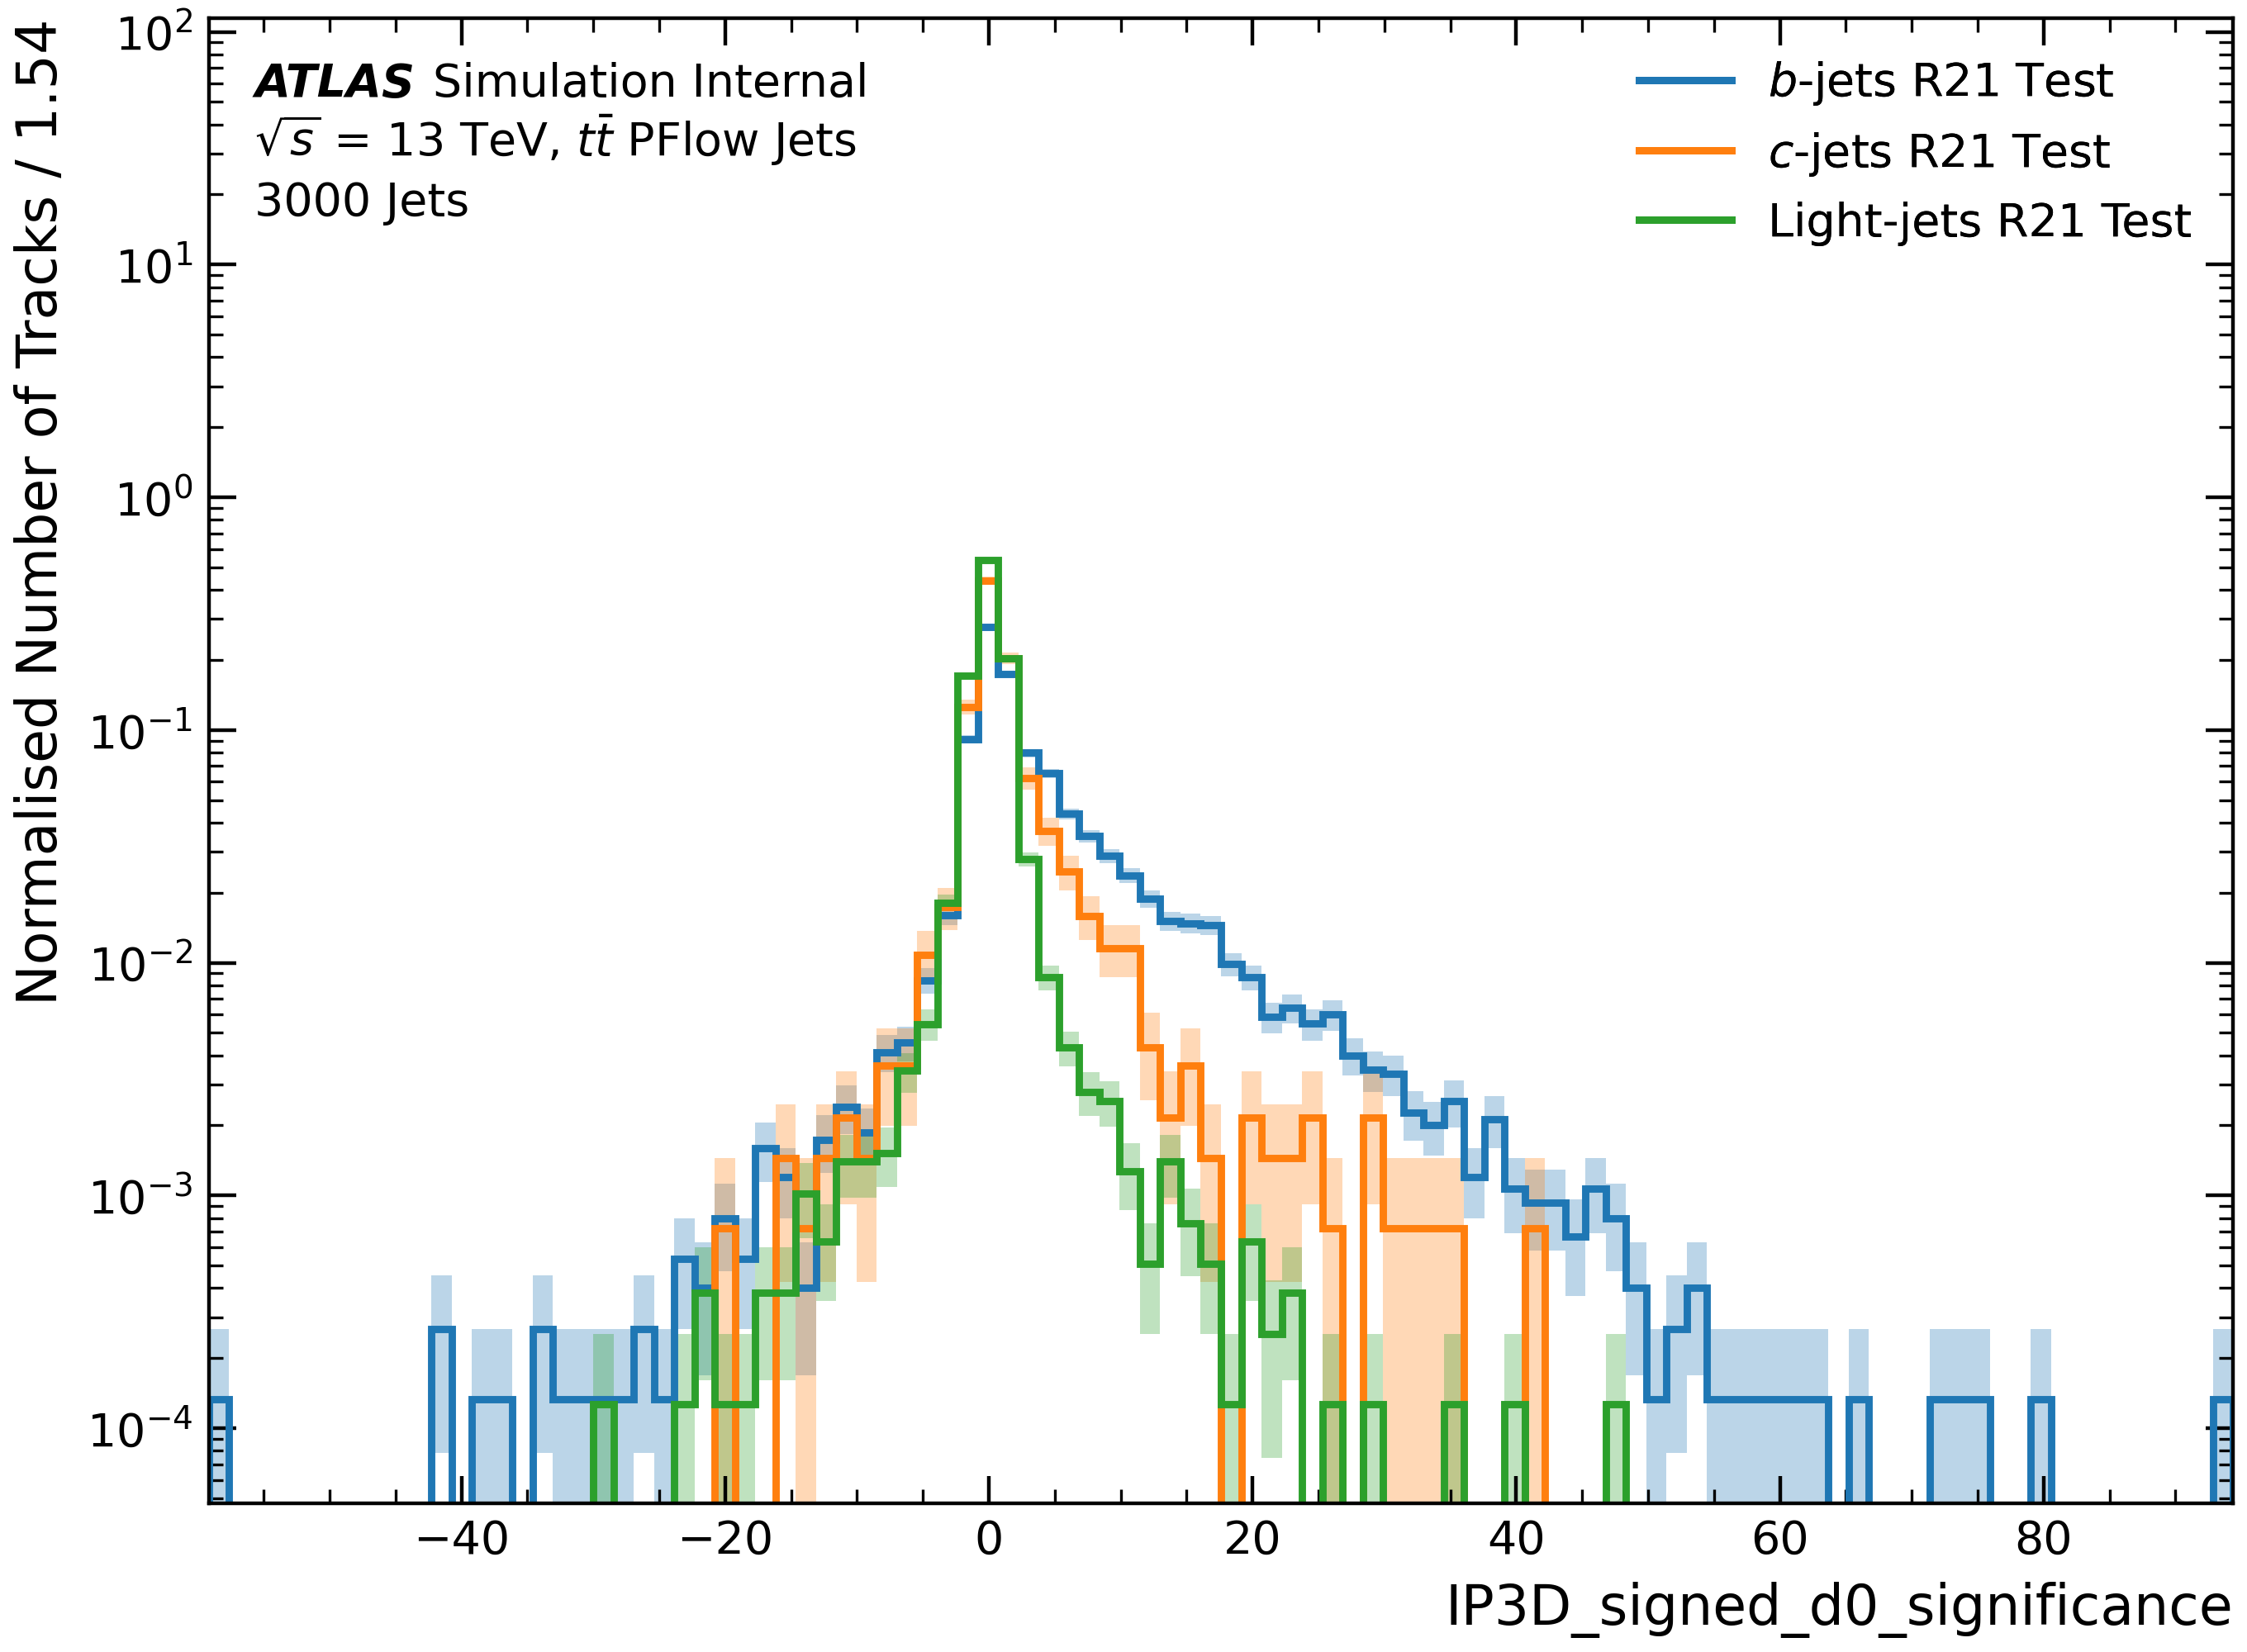 Normalised Number of Tracks / 1.54
10²
10¹
10⁰
10⁻¹
10⁻²
10⁻³
10⁻⁴
ATLAS Simulation Internal
√s = 13 TeV, tt̄ PFlow Jets
3000 Jets
b-jets R21 Test
c-jets R21 Test
Light-jets R21 Test
−40 −20 0 20 40 60 80
IP3D_signed_d0_significance